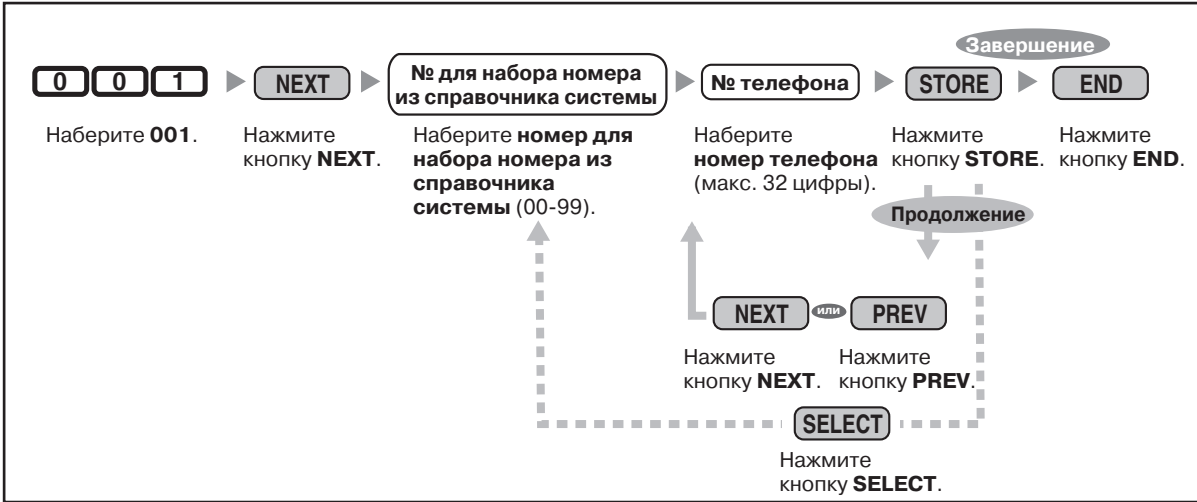 Завершение
0 0 1
NEXT
№ для набора номера
из справочника системы
№ телефона
STORE
END
Наберите 001.
Нажмите
кнопку NEXT.
Наберите номер для
набора номера из
справочника
системы (00-99).
Наберите
номер телефона
(макс. 32 цифры).
Нажмите
кнопку STORE.
Нажмите
кнопку END.
Продолжение
NEXT или PREV
Нажмите
кнопку NEXT.
Нажмите
кнопку PREV.
SELECT
Нажмите
кнопку SELECT.